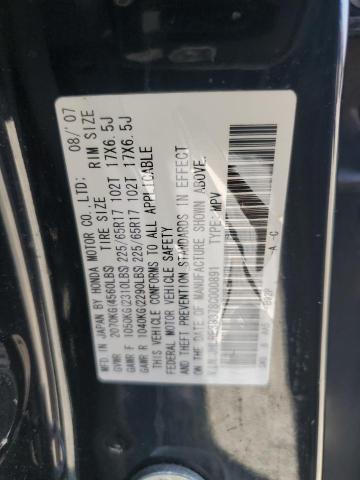 MFD. IN JAPAN BY HONDA MOTOR CO., LTD. 08/'07
TIRE SIZE RIM SIZE
GVWR 2070KG(4560LBS)
GAWR F 1050KG(2310LBS) 225/65R17 102T 17X6.5J
GAWR R 1040KG(2290LBS) 225/65R17 102T 17X6.5J
THIS VEHICLE CONFORMS TO ALL APPLICABLE
FEDERAL MOTOR VEHICLE SAFETY, BUMPER,
AND THEFT PREVENTION STANDARDS IN EFFECT
ON THE DATE OF MANUFACTURE SHOWN ABOVE.
V.I.N. TYPE: MPV
-A -C